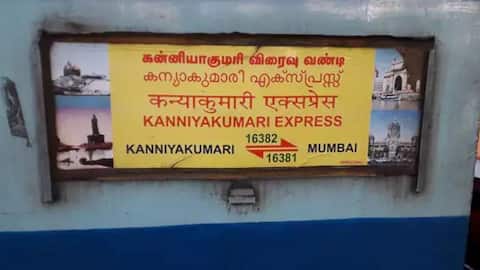 கன்னியாகுமரி விரைவு வண்டி
കന്യാകുമാരി എക്സ്പ്രസ്സ്
कन्याकुमारी एक्सप्रेस
KANNIYAKUMARI EXPRESS
16382
KANNIYAKUMARI MUMBAI
16381